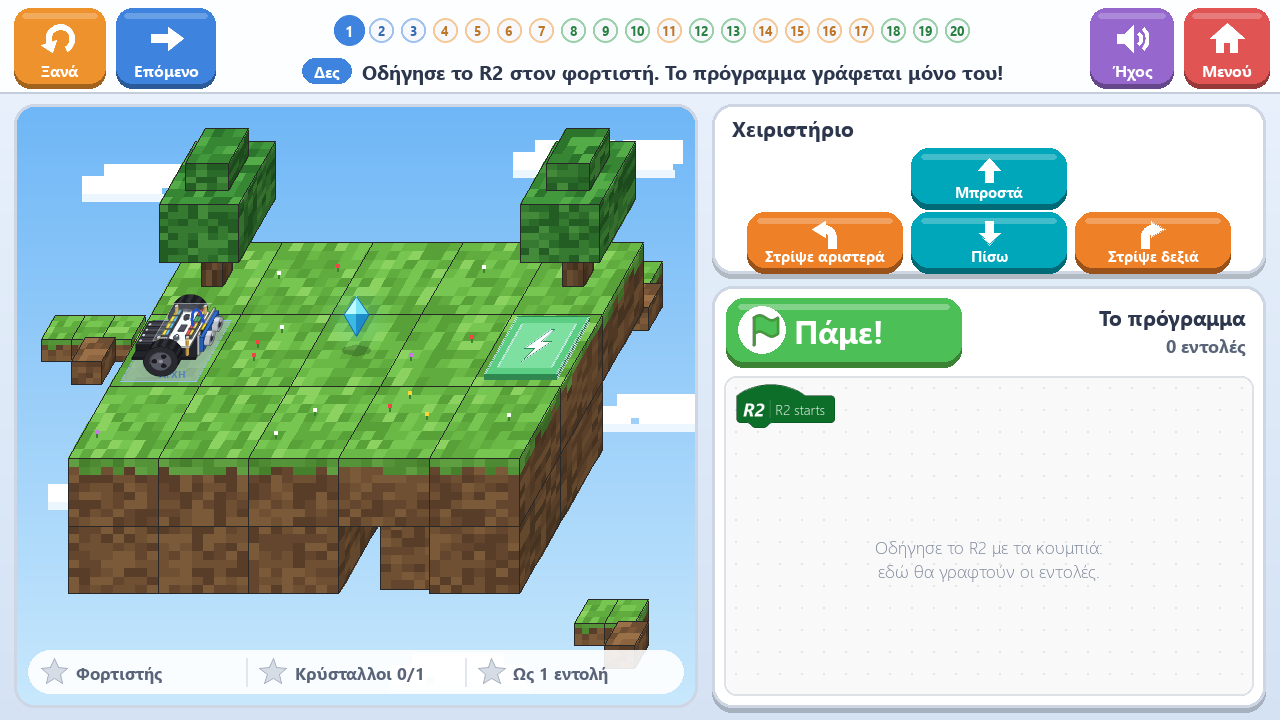 Ξανά
Επόμενο
1 2 3 4 5 6 7 8 9 10 11 12 13 14 15 16 17 18 19 20
Δες Οδήγησε το R2 στον φορτιστή. Το πρόγραμμα γράφεται μόνο του!
Ήχος
Μενού
Φορτιστής
Κρύσταλλοι 0/1
Ως 1 εντολή
Χειριστήριο
Μπροστά
Στρίψε αριστερά
Πίσω
Στρίψε δεξιά
Πάμε!
Το πρόγραμμα
0 εντολές
R2 R2 starts
Οδήγησε το R2 με τα κουμπιά:
εδώ θα γραφτούν οι εντολές.